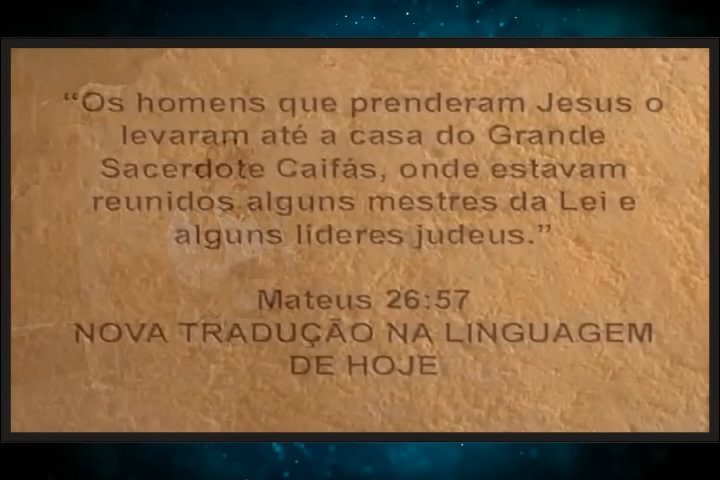 “Os homens que prenderam Jesus o
levaram até a casa do Grande
Sacerdote Caifás, onde estavam
reunidos alguns mestres da Lei e
alguns líderes judeus.”
Mateus 26:57
NOVA TRADUÇÃO NA LINGUAGEM
DE HOJE